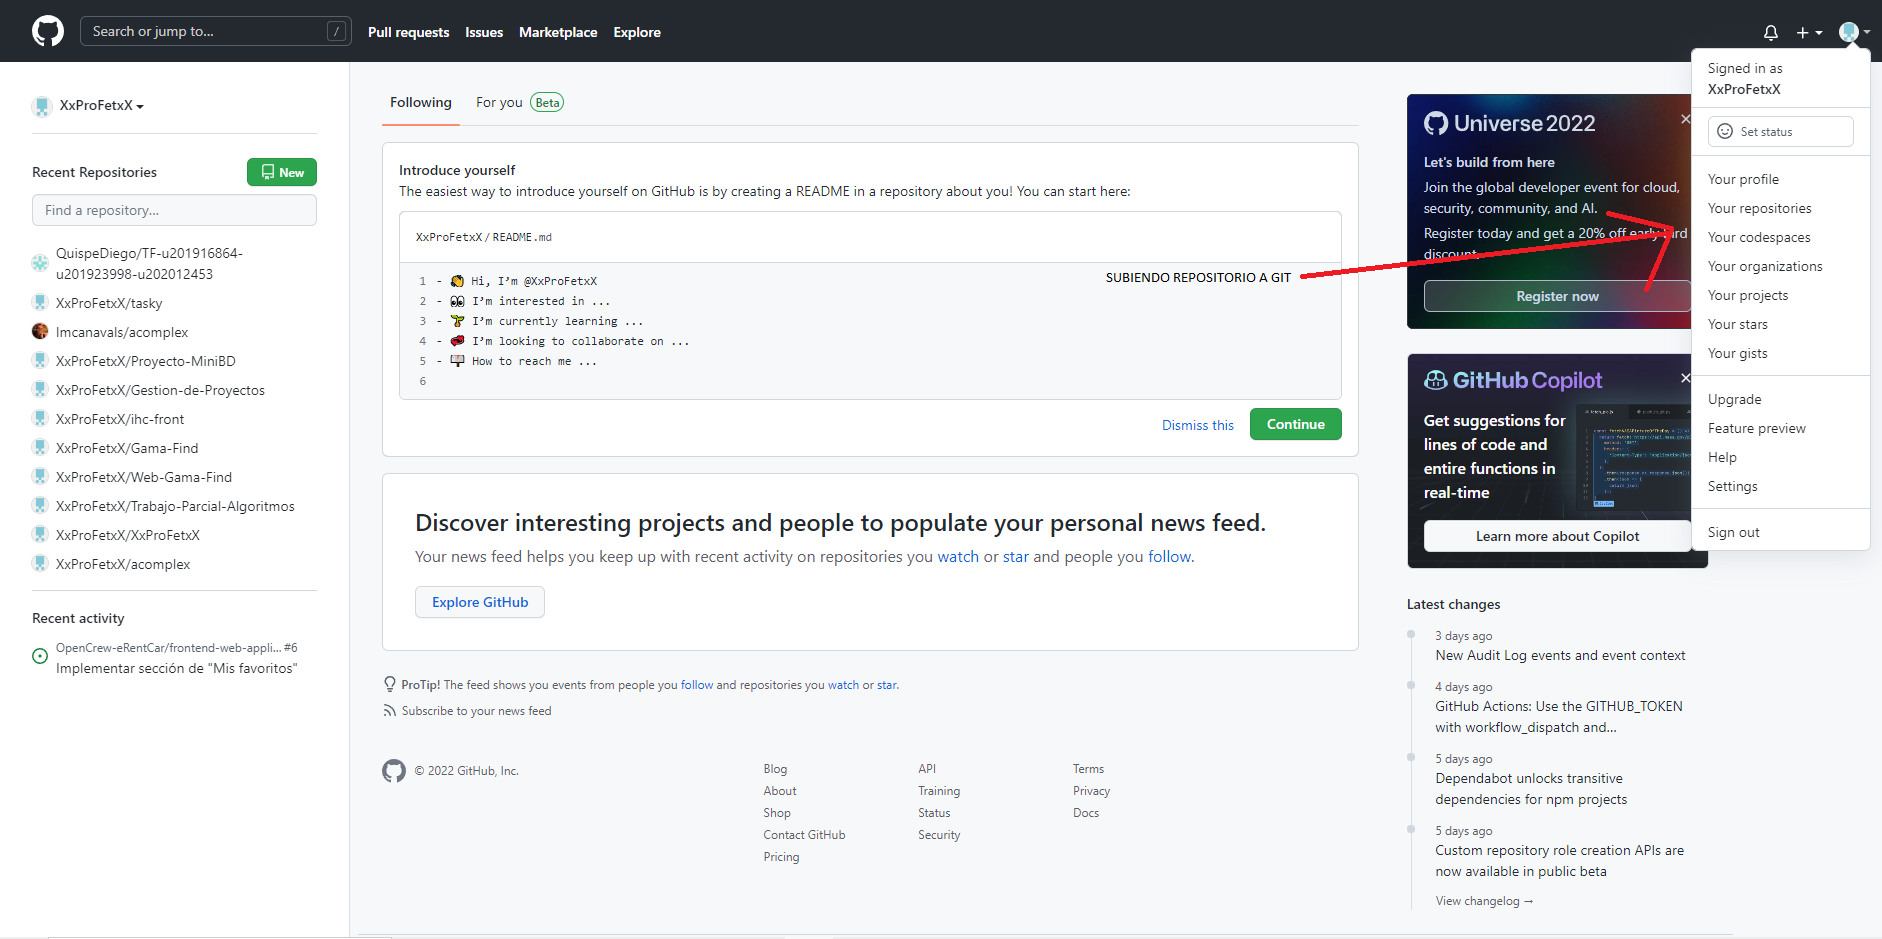 Search or jump to...
/
Pull requests
Issues
Marketplace
Explore
XxProFetxX
Recent Repositories
New
Find a repository...
QuispeDiego/TF-u201916864-
u201923998-u202012453
XxProFetxX/tasky
lmcanavals/acomplex
XxProFetxX/Proyecto-MiniBD
XxProFetxX/Gestion-de-Proyectos
XxProFetxX/ihc-front
XxProFetxX/Gama-Find
XxProFetxX/Web-Gama-Find
XxProFetxX/Trabajo-Parcial-Algoritmos
XxProFetxX/XxProFetxX
XxProFetxX/acomplex
Recent activity
OpenCrew-eRentCar/frontend-web-appli... #6
Implementar sección de "Mis favoritos"
Following
For you
Beta
Introduce yourself
The easiest way to introduce yourself on GitHub is by creating a README in a repository about you! You can start here:
XxProFetxX / README.md
1 - 👋 Hi, I'm @XxProFetxX
2 - 👀 I'm interested in ...
3 - 🌱 I'm currently learning ...
4 - 💞️ I'm looking to collaborate on ...
5 - 📫 How to reach me ...
6
SUBIENDO REPOSITORIO A GIT
Dismiss this
Continue
Discover interesting projects and people to populate your personal news feed.
Your news feed helps you keep up with recent activity on repositories you watch or star and people you follow.
Explore GitHub
ProTip! The feed shows you events from people you follow and repositories you watch or star.
Subscribe to your news feed
© 2022 GitHub, Inc.
Blog
About
Shop
Contact GitHub
Pricing
API
Training
Status
Security
Terms
Privacy
Docs
Universe 2022
Let's build from here
Join the global developer event for cloud,
security, community, and AI.
Register today and get a 20% off early bird
discount.
Register now
GitHub Copilot
Get suggestions for
lines of code and
entire functions in
real-time
Learn more about Copilot
Latest changes
3 days ago
New Audit Log events and event context
4 days ago
GitHub Actions: Use the GITHUB_TOKEN
with workflow_dispatch and...
5 days ago
Dependabot unlocks transitive
dependencies for npm projects
5 days ago
Custom repository role creation APIs are
now available in public beta
View changelog →
Signed in as
XxProFetxX
Set status
Your profile
Your repositories
Your codespaces
Your organizations
Your projects
Your stars
Your gists
Upgrade
Feature preview
Help
Settings
Sign out